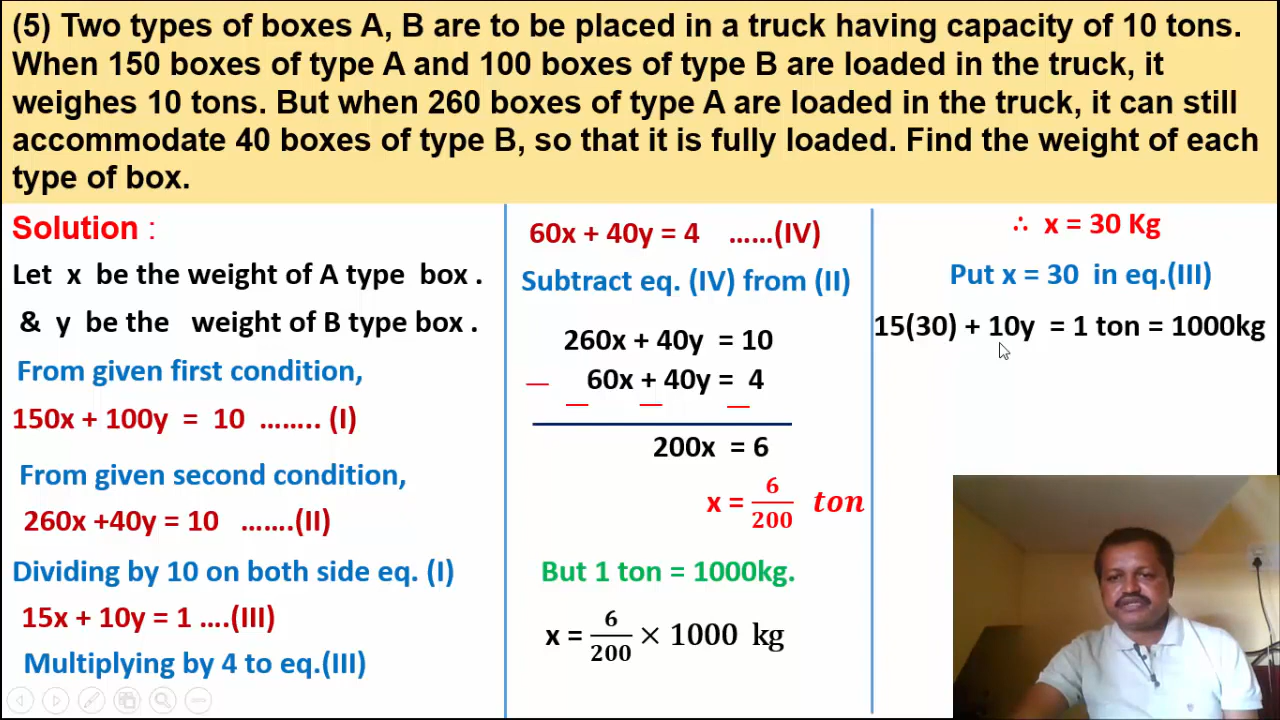 (5) Two types of boxes A, B are to be placed in a truck having capacity of 10 tons.
When 150 boxes of type A and 100 boxes of type B are loaded in the truck, it
weighes 10 tons. But when 260 boxes of type A are loaded in the truck, it can still
accommodate 40 boxes of type B, so that it is fully loaded. Find the weight of each
type of box.
Solution :
Let x be the weight of A type box .
& y be the weight of B type box .
From given first condition,
150x + 100y = 10 …….. (I)
From given second condition,
260x +40y = 10 …….(II)
Dividing by 10 on both side eq. (I)
15x + 10y = 1 ….(III)
Multiplying by 4 to eq.(III)
60x + 40y = 4 ……(IV)
Subtract eq. (IV) from (II)
260x + 40y = 10
— 60x + 40y = 4
— — —
200x = 6
x = 6/200 ton
But 1 ton = 1000kg.
x = 6/200 × 1000 kg
∴ x = 30 Kg
Put x = 30 in eq.(III)
15(30) + 10y = 1 ton = 1000kg